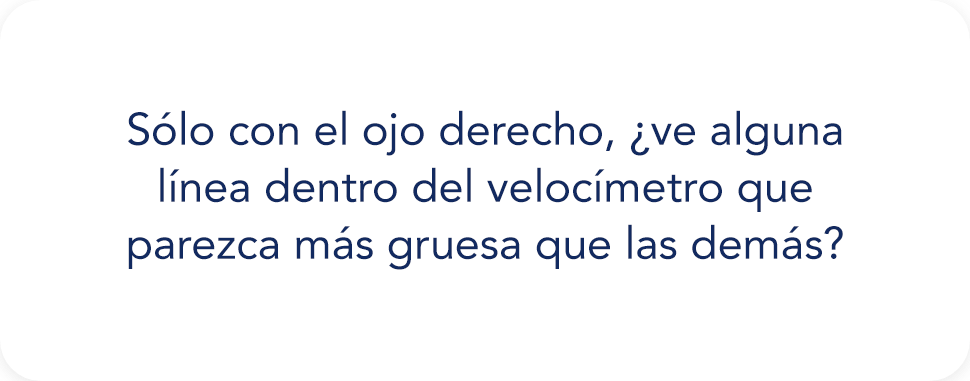 Sólo con el ojo derecho, ¿ve alguna
línea dentro del velocímetro que
parezca más gruesa que las demás?